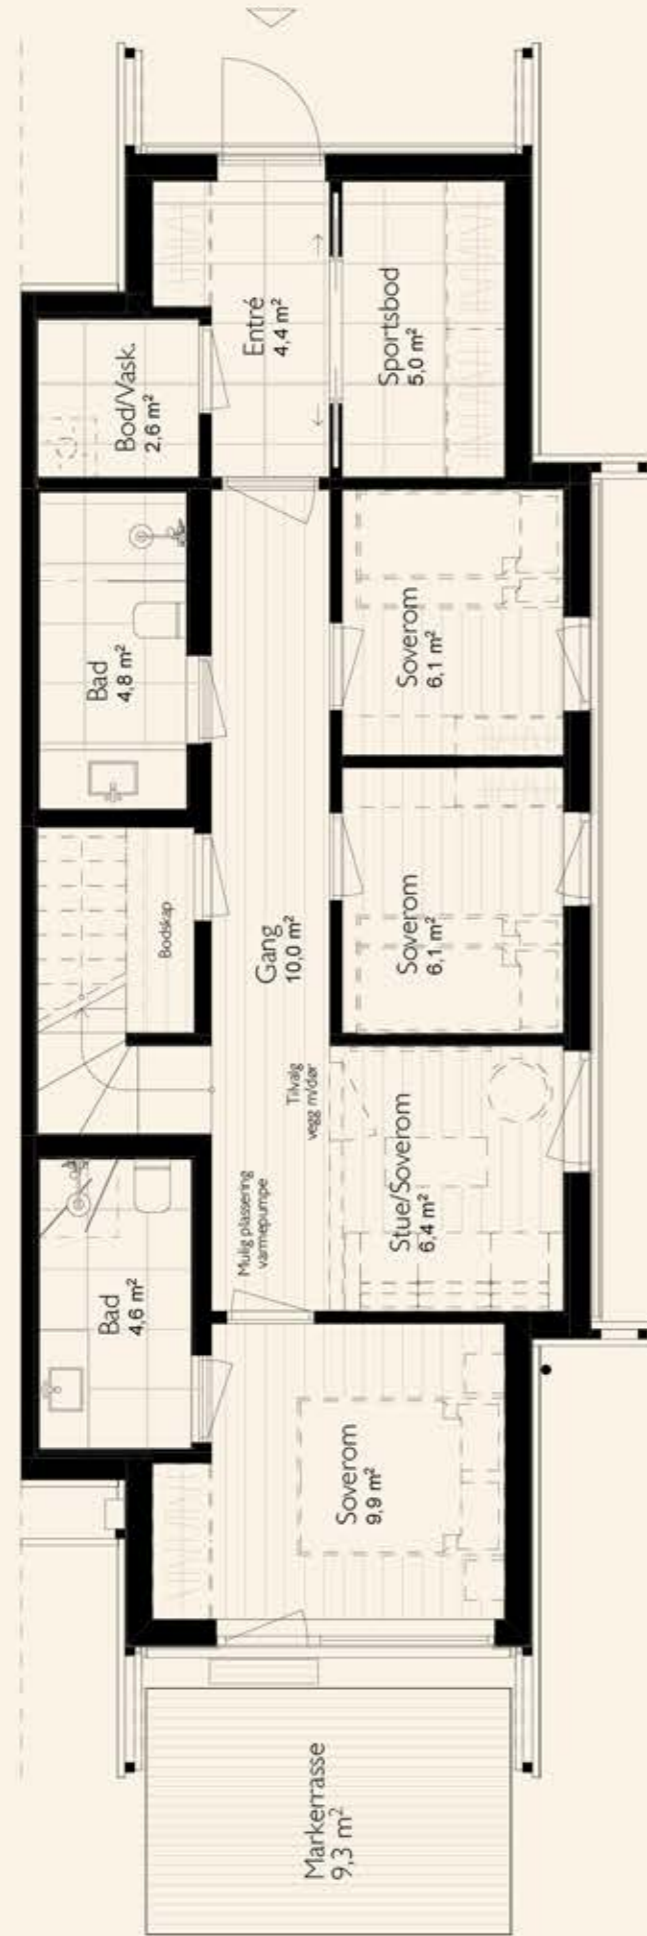 Entré
4,4 m²
Sportsbod
5,0 m²
Bod/Vask.
2,6 m²
Bad
4,8 m²
Soverom
6,1 m²
Bodskap
Gang
10,0 m²
Soverom
6,1 m²
Tilvalg
vegg m/dør
Mulig plassering
varmepumpe
Stue/Soverom
6,4 m²
Bad
4,6 m²
Soverom
9,9 m²
Markterrasse
9,3 m²